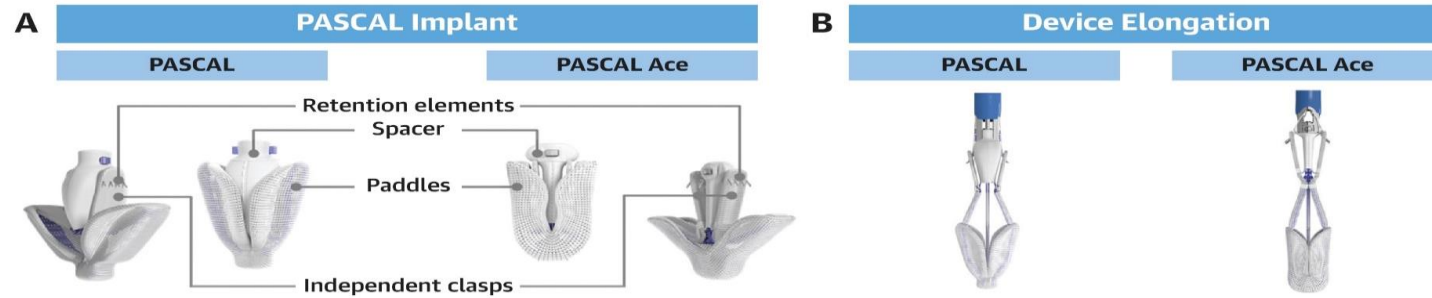 A
PASCAL Implant
PASCAL
PASCAL Ace
Retention elements
Spacer
Paddles
Independent clasps
B
Device Elongation
PASCAL
PASCAL Ace